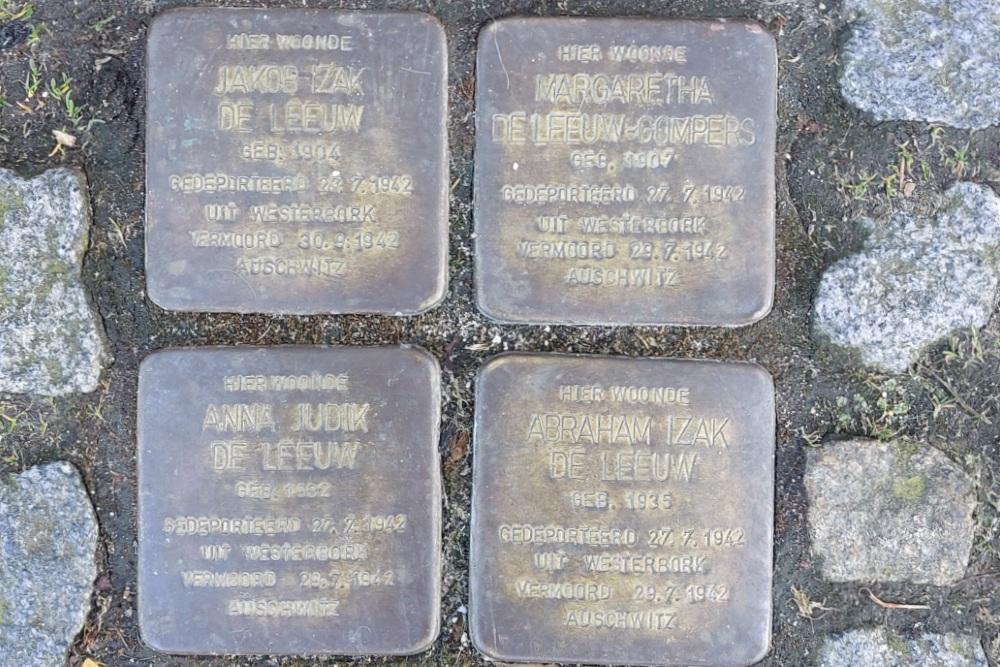 HIER WOONDE
JAKOB IZAK
DE LEEUW
GEB. 1904
GEDEPORTEERD 27.7.1942
UIT WESTERBORK
VERMOORD 30.9.1942
AUSCHWITZ
HIER WOONDE
MARGARETHA
DE LEEUW-GOMPERS
GEB. 1907
GEDEPORTEERD 27.7.1942
UIT WESTERBORK
VERMOORD 29.7.1942
AUSCHWITZ
HIER WOONDE
ANNA JUDIK
DE LEEUW
GEB. 1932
GEDEPORTEERD 27.7.1942
UIT WESTERBORK
VERMOORD 29.7.1942
AUSCHWITZ
HIER WOONDE
ABRAHAM IZAK
DE LEEUW
GEB. 1935
GEDEPORTEERD 27.7.1942
UIT WESTERBORK
VERMOORD 29.7.1942
AUSCHWITZ